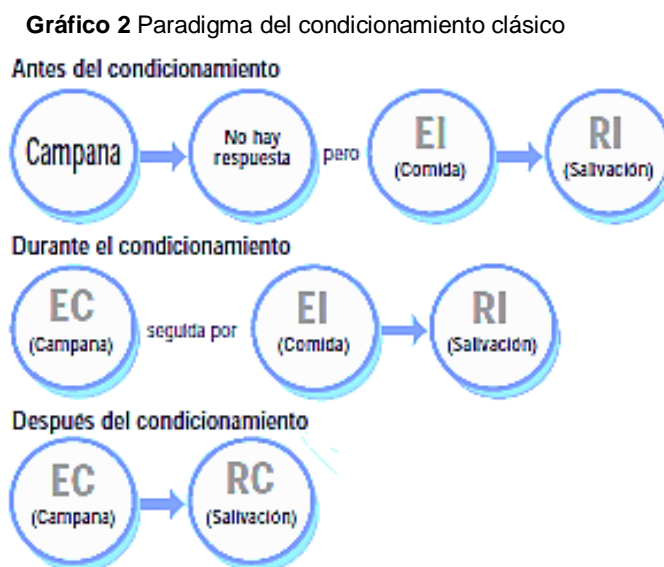 Gráfico 2 Paradigma del condicionamiento clásico
Antes del condicionamiento
Campana
No hay
respuesta
pero
EI
(Comida)
RI
(Salivación)
Durante el condicionamiento
EC
(Campana)
seguida por
EI
(Comida)
RI
(Salivación)
Después del condicionamiento
EC
(Campana)
RC
(Salivación)